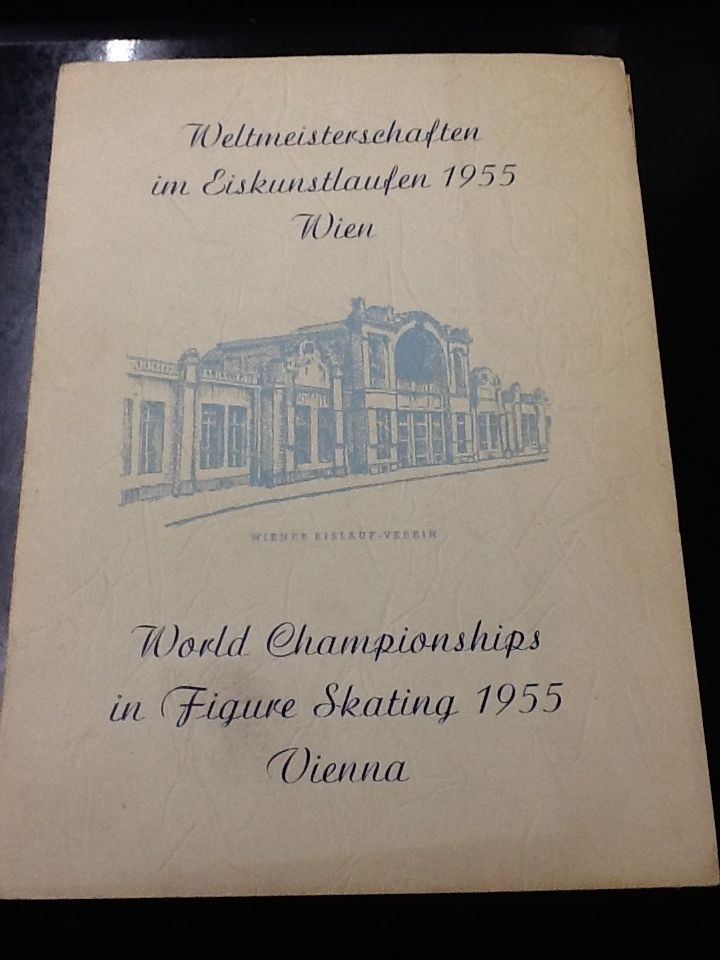 Weltmeisterschaften
im Eiskunstlaufen 1955
Wien
WIENER EISLAUF-VEREIN
World Championships
in Figure Skating 1955
Vienna